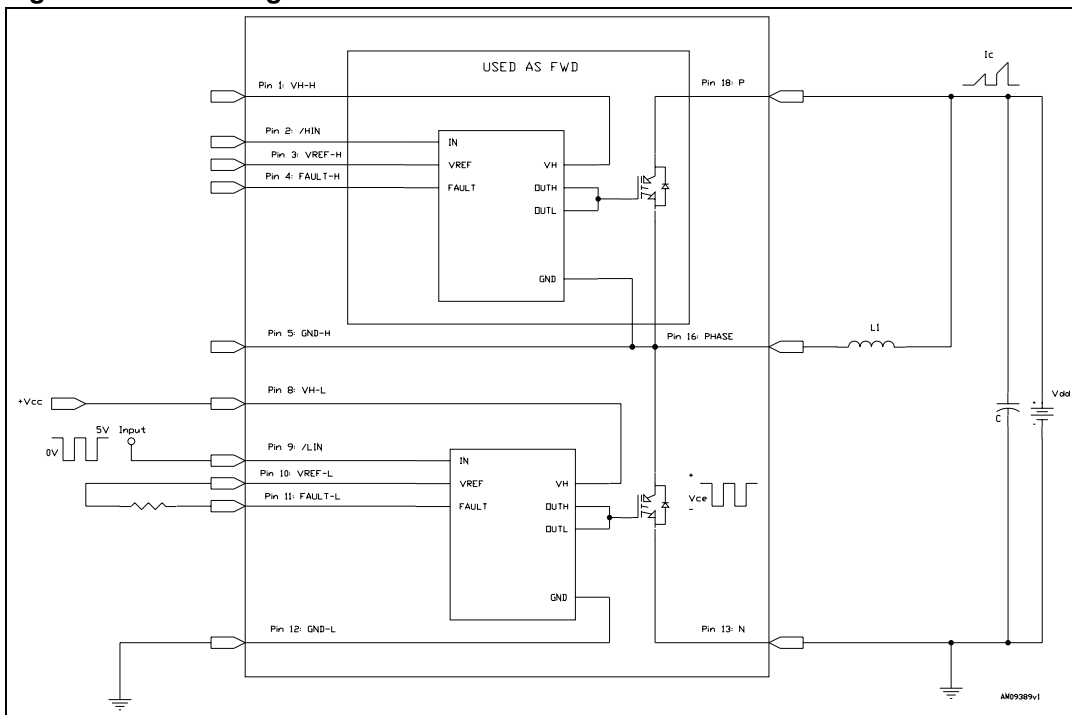 USED AS FWD
Ic
Pin 1: VH-H
Pin 18: P
Pin 2: /HIN
IN
Pin 3: VREF-H
VREF
VH
Pin 4: FAULT-H
FAULT
OUTH
OUTL
GND
Pin 5: GND-H
Pin 16: PHASE
L1
Pin 8: VH-L
+Vcc
Vdd
+
-
C
5V Input
0V
Pin 9: /LIN
IN
Pin 10: VREF-L
VREF
VH
Pin 11: FAULT-L
FAULT
OUTH
OUTL
+
Vce
-
GND
Pin 12: GND-L
Pin 13: N
AM09389v1